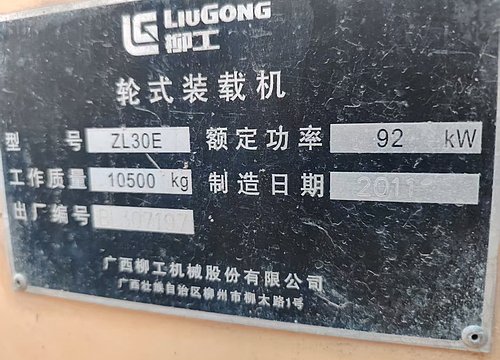 LIUGONG
柳工
轮式装载机
型号 ZL30E 额定功率 92 kW
工作质量 10500 kg 制造日期 2011
出厂编号
广西柳工机械股份有限公司
广西壮族自治区柳州市柳太路1号